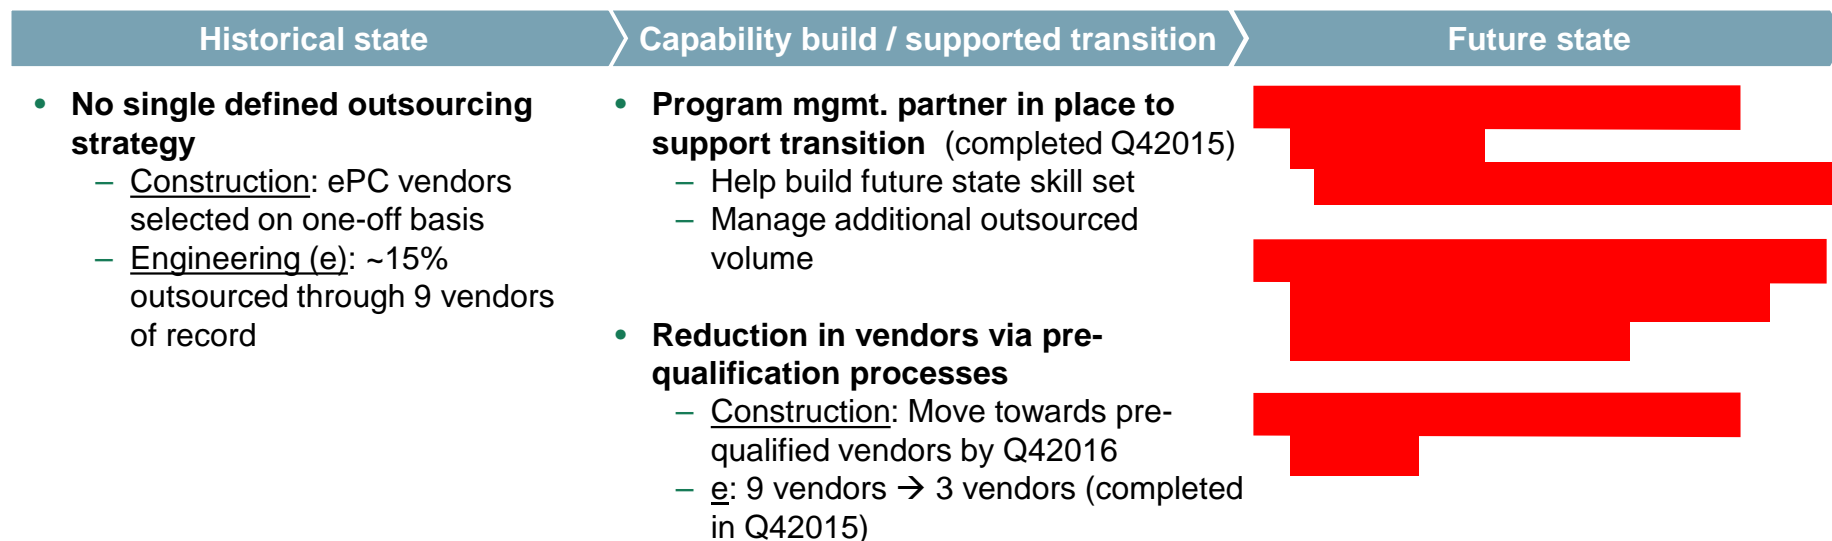 Historical state
Capability build / supported transition
Future state
• No single defined outsourcing
strategy
– Construction: ePC vendors
selected on one-off basis
– Engineering (e): ~15%
outsourced through 9 vendors
of record
• Program mgmt. partner in place to
support transition (completed Q42015)
– Help build future state skill set
– Manage additional outsourced
volume
• Reduction in vendors via pre-
qualification processes
– Construction: Move towards pre-
qualified vendors by Q42016
– e: 9 vendors → 3 vendors (completed
in Q42015)